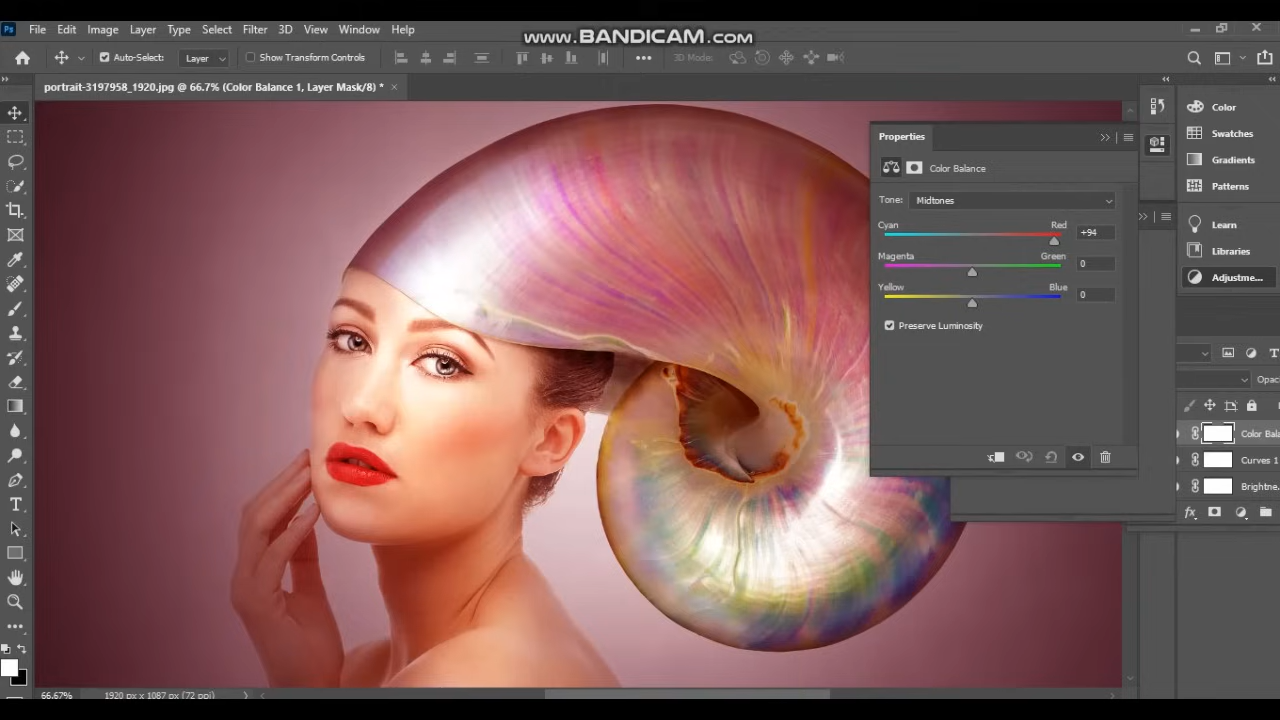 Ps File Edit Image Layer Type Select Filter 3D View Window Help
www.BANDICAM.com
Auto-Select: Layer Show Transform Controls ••• 3D Mode:
portrait-3197958_1920.jpg @ 66.7% (Color Balance 1, Layer Mask/8) * ×
Properties
Color Balance
Tone: Midtones
Cyan Red +94
Magenta Green 0
Yellow Blue 0
Preserve Luminosity
Color
Swatches
Gradients
Patterns
Learn
Libraries
Adjustme...
Opac
Color Bala
Curves 1
Brightne...
fx
66.67% 1920 px x 1087 px (72 ppi)